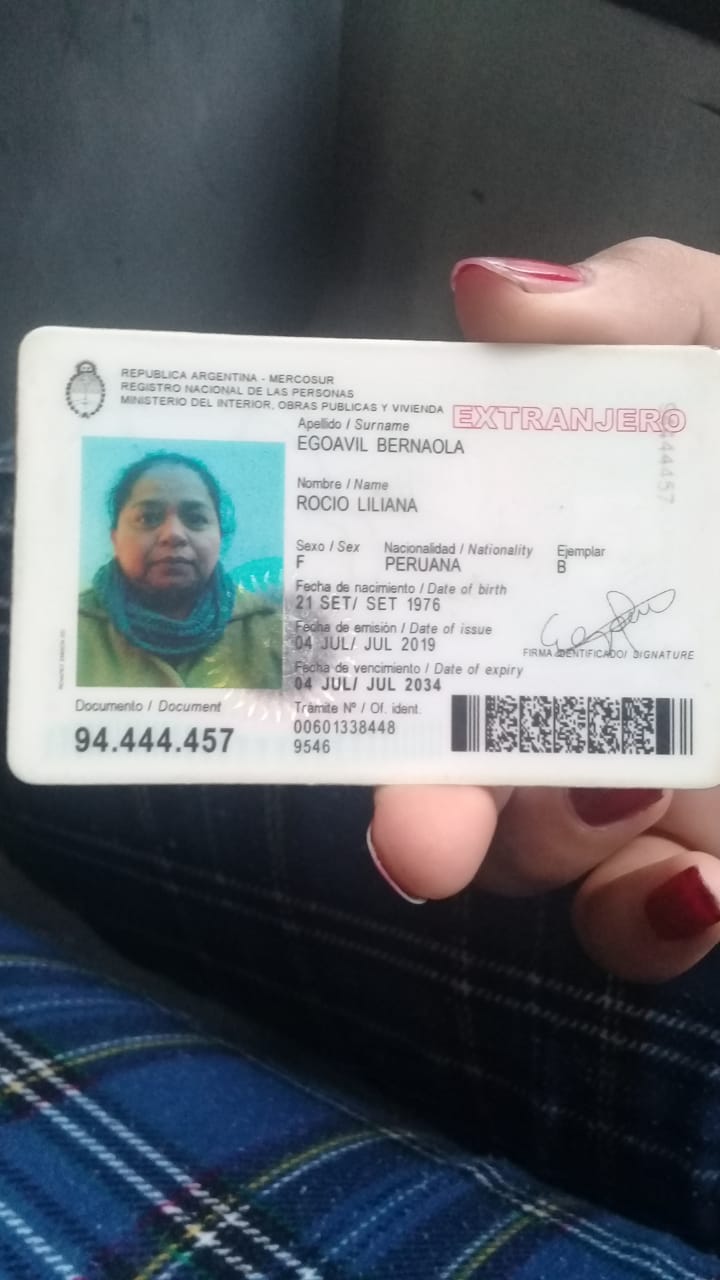 REPUBLICA ARGENTINA - MERCOSUR
REGISTRO NACIONAL DE LAS PERSONAS
MINISTERIO DEL INTERIOR, OBRAS PUBLICAS Y VIVIENDA
EXTRANJERO
Apellido / Surname
EGOAVIL BERNAOLA
Nombre / Name
ROCIO LILIANA
Sexo / Sex Nacionalidad / Nationality Ejemplar
F PERUANA B
Fecha de nacimiento / Date of birth
21 SET/ SET 1976
Fecha de emisión / Date of issue
04 JUL/ JUL 2019
FIRMA IDENTIFICADO/ SIGNATURE
Fecha de vencimiento / Date of expiry
04 JUL/ JUL 2034
Documento / Document
94.444.457
Trámite Nº / Of. ident.
00601338448
9546